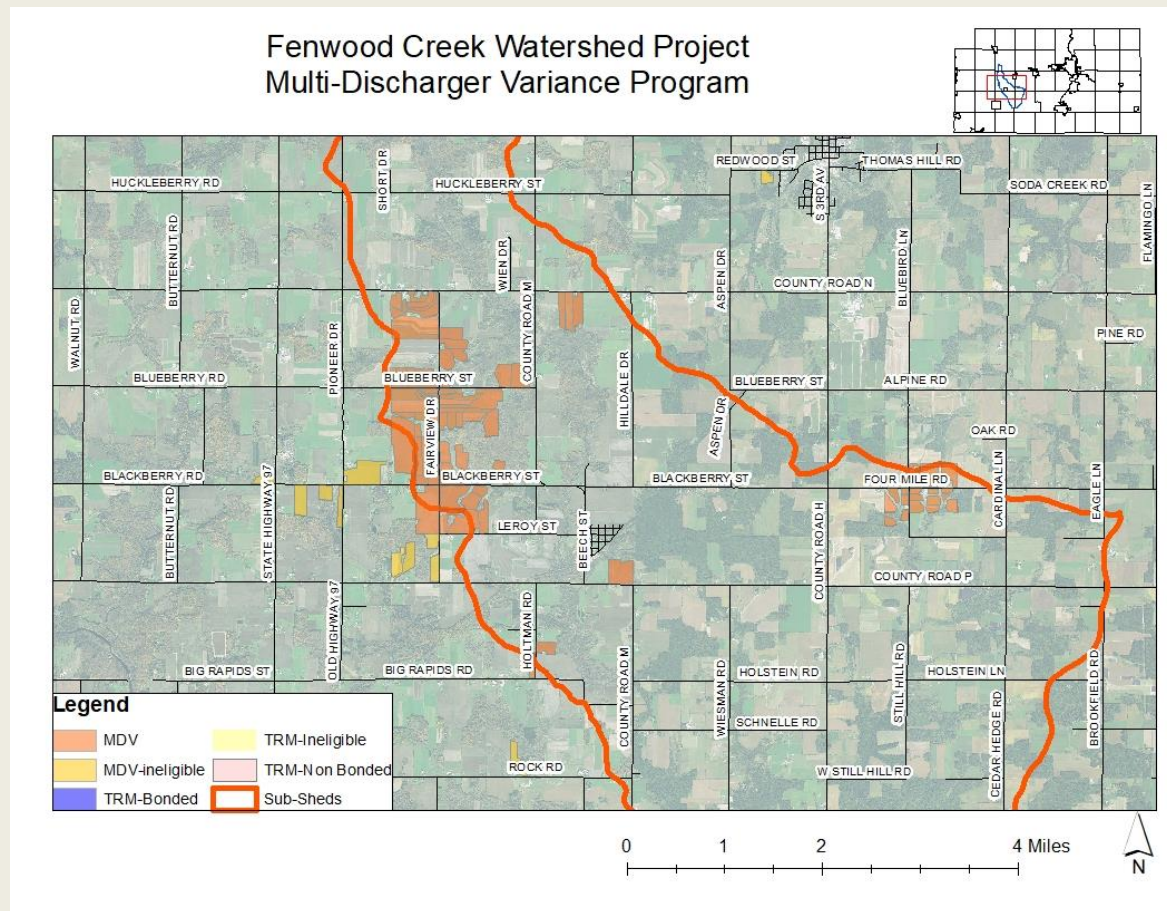 Fenwood Creek Watershed Project
Multi-Discharger Variance Program
REDWOOD ST
THOMAS HILL RD
HUCKLEBERRY RD
SHORT DR
HUCKLEBERRY ST
S 3RD AV
SODA CREEK RD
FLAMINGO LN
BUTTERNUT RD
WIEN DR
ASPEN DR
BLUEBIRD LN
COUNTY ROAD N
WALNUT RD
PIONEER DR
COUNTY ROAD M
HILLDALE DR
PINE RD
BLUEBERRY RD
BLUEBERRY ST
BLUEBERRY ST
ALPINE RD
FAIRVIEW DR
ASPEN DR
OAK RD
BLACKBERRY RD
BLACKBERRY ST
BLACKBERRY ST
FOUR MILE RD
CARDINAL LN
EAGLE LN
BUTTERNUT RD
STATE HIGHWAY 97
LEROY ST
BEECH ST
COUNTY ROAD H
COUNTY ROAD P
OLD HIGHWAY 97
HOLTMAN RD
BIG RAPIDS ST
BIG RAPIDS RD
COUNTY ROAD M
WIESMAN RD
HOLSTEIN RD
STILL HILL RD
HOLSTEIN LN
BROOKFIELD RD
SCHNELLE RD
CEDAR HEDGE RD
ROCK RD
W STILL HILL RD
Legend
MDV
TRM-Ineligible
MDV-ineligible
TRM-Non Bonded
TRM-Bonded
Sub-Sheds
0 1 2 4 Miles
N